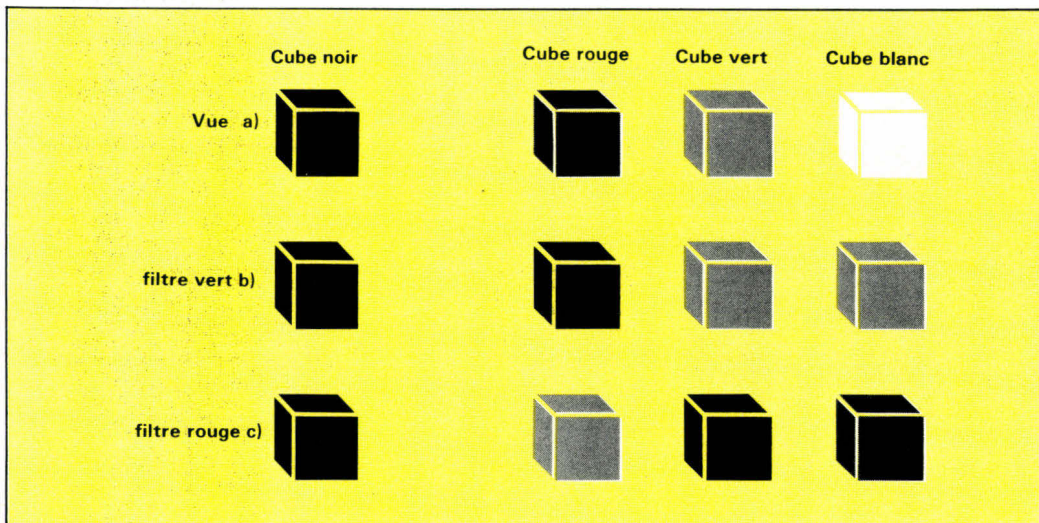 Cube noir Cube rouge Cube vert Cube blanc
Vue a)
filtre vert b)
filtre rouge c)